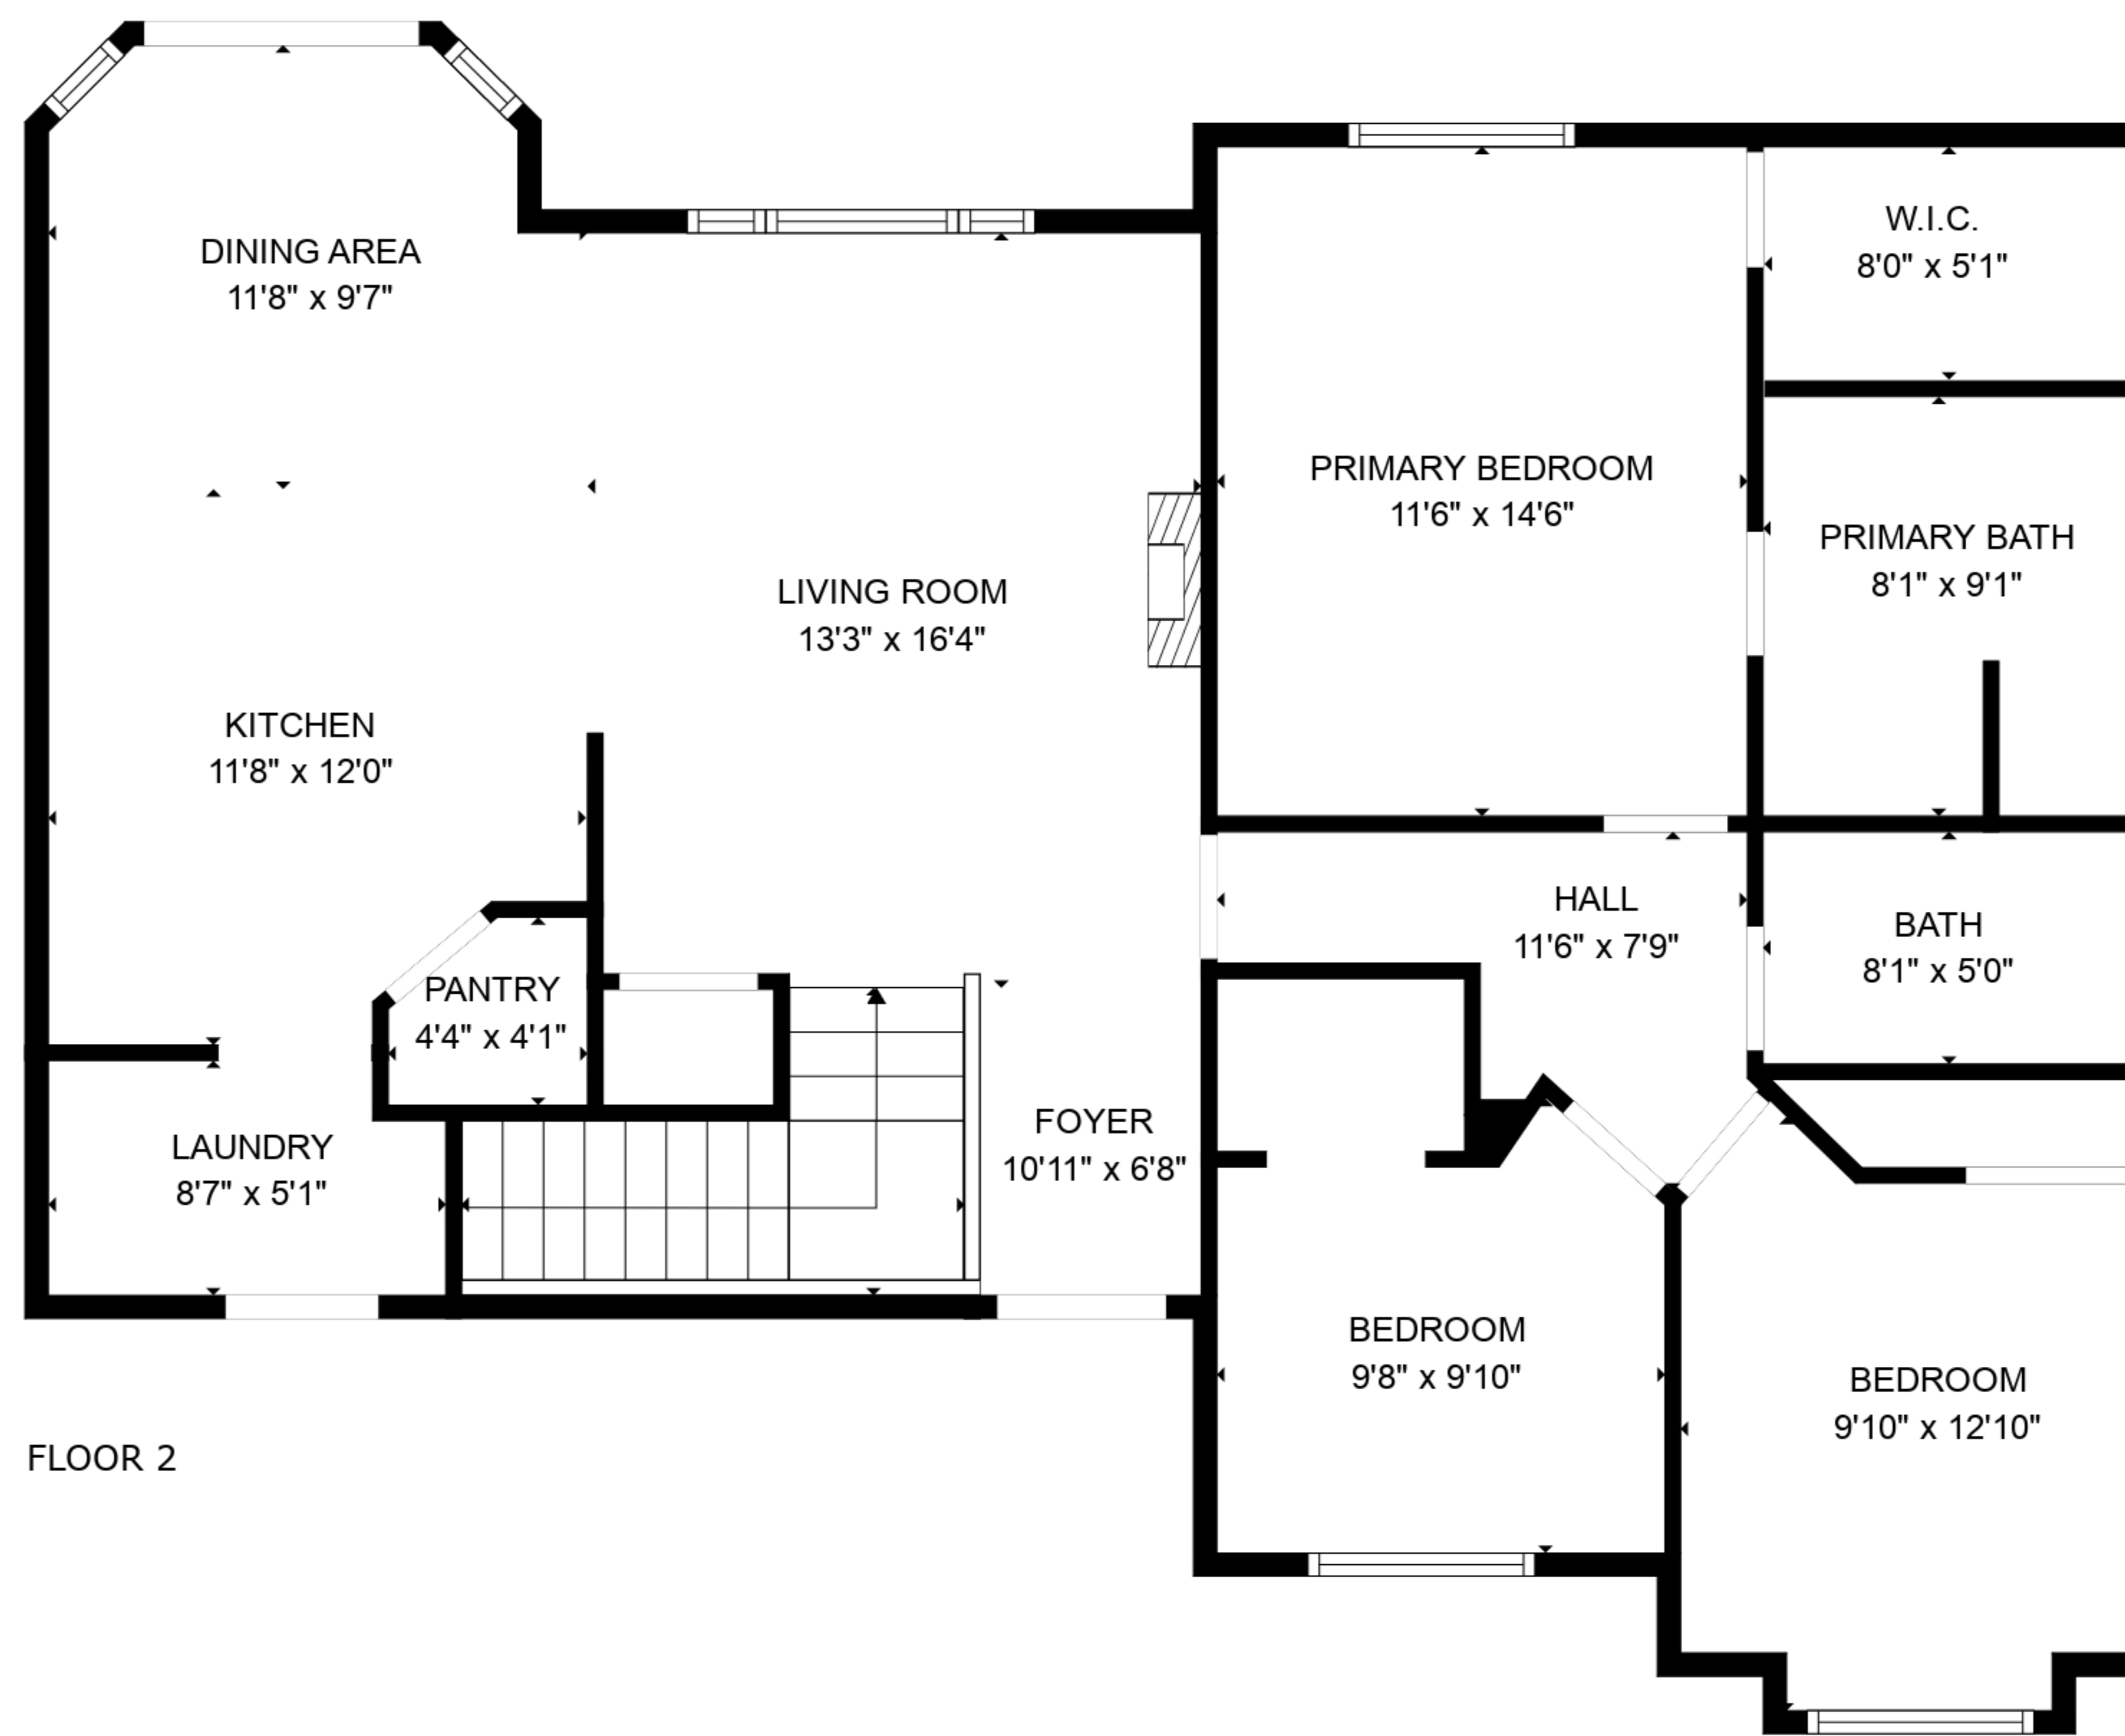 DINING AREA
11'8" x 9'7"
W.I.C.
8'0" x 5'1"
PRIMARY BEDROOM
11'6" x 14'6"
PRIMARY BATH
8'1" x 9'1"
LIVING ROOM
13'3" x 16'4"
KITCHEN
11'8" x 12'0"
HALL
11'6" x 7'9"
BATH
8'1" x 5'0"
PANTRY
4'4" x 4'1"
FOYER
10'11" x 6'8"
LAUNDRY
8'7" x 5'1"
BEDROOM
9'8" x 9'10"
BEDROOM
9'10" x 12'10"
FLOOR 2